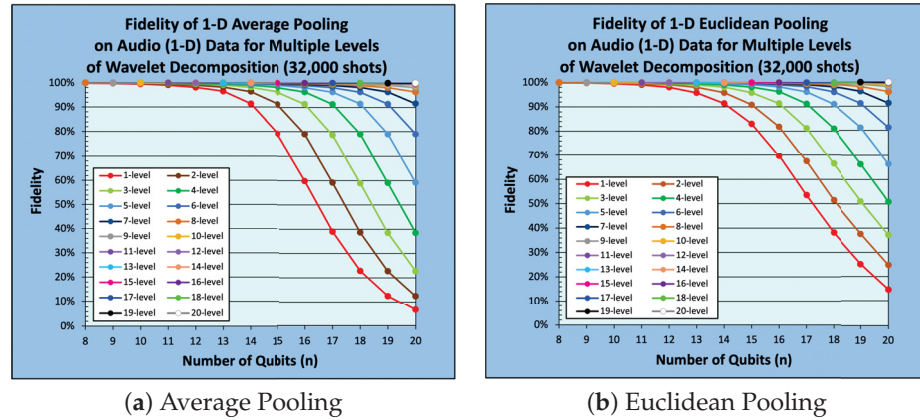 Fidelity of 1-D Average Pooling
on Audio (1-D) Data for Multiple Levels
of Wavelet Decomposition (32,000 shots)
100%
90%
80%
70%
60%
50%
40%
30%
20%
10%
0%
Fidelity
1-level 2-level
3-level 4-level
5-level 6-level
7-level 8-level
9-level 10-level
11-level 12-level
13-level 14-level
15-level 16-level
17-level 18-level
19-level 20-level
8 9 10 11 12 13 14 15 16 17 18 19 20
Number of Qubits (n)
(a) Average Pooling
Fidelity of 1-D Euclidean Pooling
on Audio (1-D) Data for Multiple Levels
of Wavelet Decomposition (32,000 shots)
100%
90%
80%
70%
60%
50%
40%
30%
20%
10%
0%
Fidelity
1-level 2-level
3-level 4-level
5-level 6-level
7-level 8-level
9-level 10-level
11-level 12-level
13-level 14-level
15-level 16-level
17-level 18-level
19-level 20-level
8 9 10 11 12 13 14 15 16 17 18 19 20
Number of Qubits (n)
(b) Euclidean Pooling